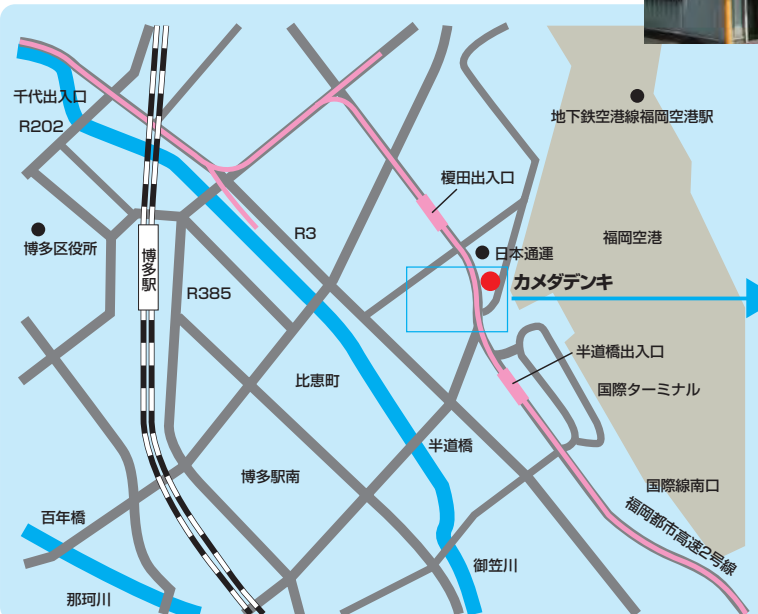 千代出入口
R202
地下鉄空港線福岡空港駅
榎田出入口
博多区役所
博多駅
R3
福岡空港
日本通運
カメダデンキ
R385
半道橋出入口
比恵町
国際ターミナル
半道橋
博多駅南
国際線南口
百年橋
福岡都市高速2号線
御笠川
那珂川